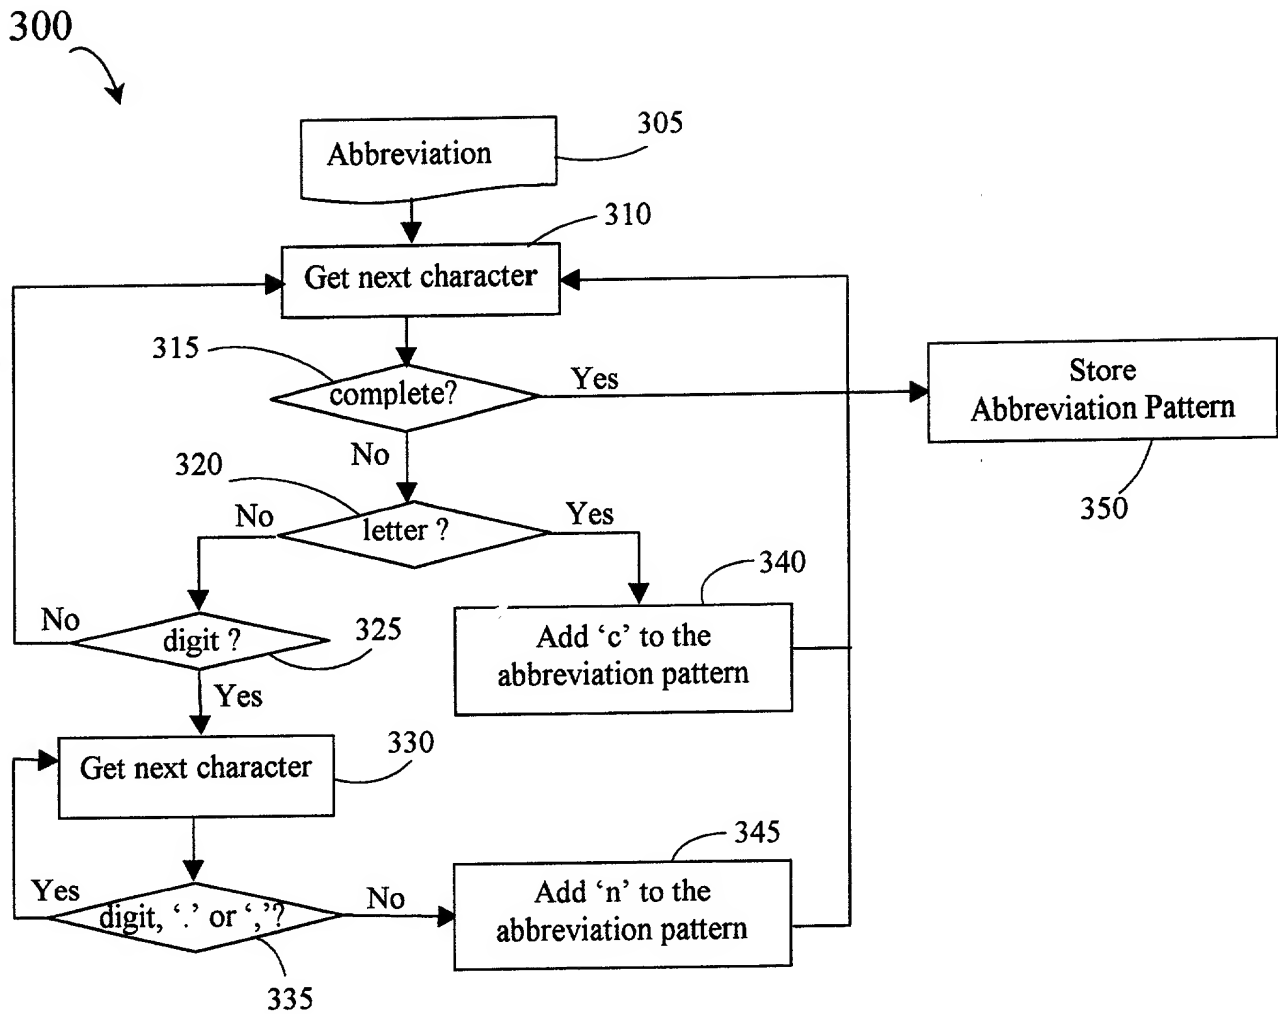 300
Abbreviation
305
310
Get next character
315
complete?
Yes
Store
Abbreviation Pattern
350
No
320
No
letter ?
Yes
340
No
digit ?
325
Add ‘c’ to the
abbreviation pattern
Yes
Get next character
330
345
Yes
digit, ‘.’ or ‘,’?
No
Add ‘n’ to the
abbreviation pattern
335